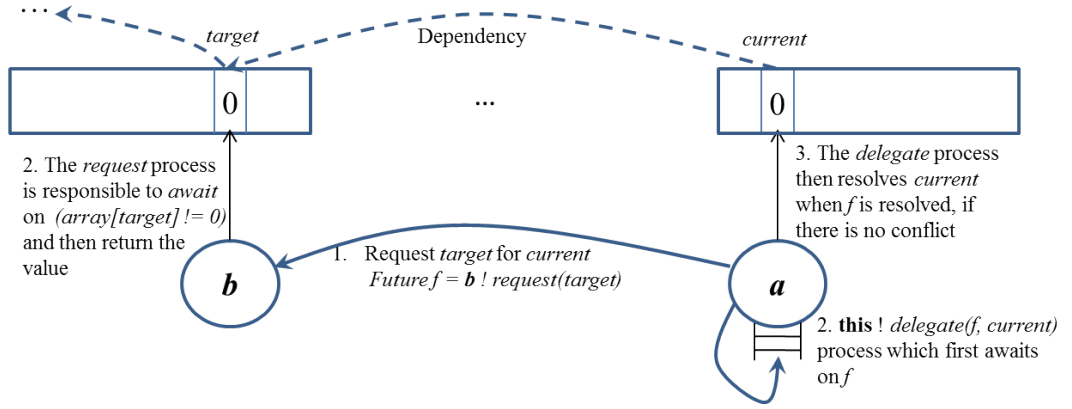 ...
target
Dependency
current
0
...
0
2. The request process
is responsible to await
on (array[target] != 0)
and then return the
value
3. The delegate process
then resolves current
when f is resolved, if
there is no conflict
1. Request target for current
Future f = b ! request(target)
b
a
2. this ! delegate(f, current)
process which first awaits
on f